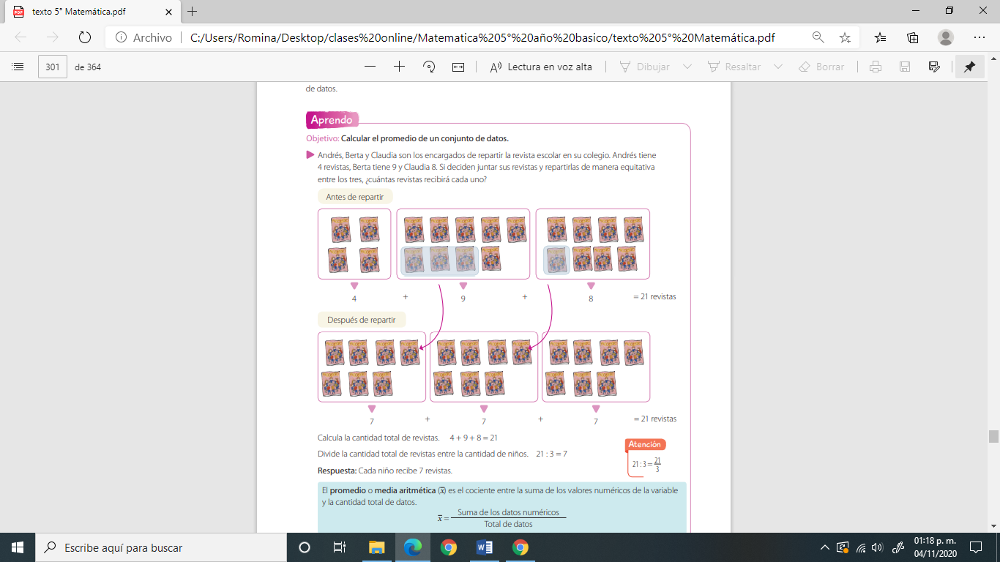 texto 5° Matemática.pdf
Archivo C:/Users/Romina/Desktop/clases%20online/Matematica%205°%20año%20basico/texto%205°%20Matemática.pdf
301 de 364 Lectura en voz alta Dibujar Resaltar Borrar
de datos.
Aprendo
Objetivo: Calcular el promedio de un conjunto de datos.
Andrés, Berta y Claudia son los encargados de repartir la revista escolar en su colegio. Andrés tiene
4 revistas, Berta tiene 9 y Claudia 8. Si deciden juntar sus revistas y repartirlas de manera equitativa
entre los tres, ¿cuántas revistas recibirá cada uno?
Antes de repartir
4 + 9 + 8 = 21 revistas
Después de repartir
7 + 7 + 7 = 21 revistas
Calcula la cantidad total de revistas. 4 + 9 + 8 = 21
Divide la cantidad total de revistas entre la cantidad de niños. 21 : 3 = 7
Respuesta: Cada niño recibe 7 revistas.
Atención
21 : 3 = 21/3
El promedio o media aritmética (x̅) es el cociente entre la suma de los valores numéricos de la variable
y la cantidad total de datos.
x̅ = Suma de los datos numéricos
Total de datos
Escribe aquí para buscar
01:18 p. m.
04/11/2020